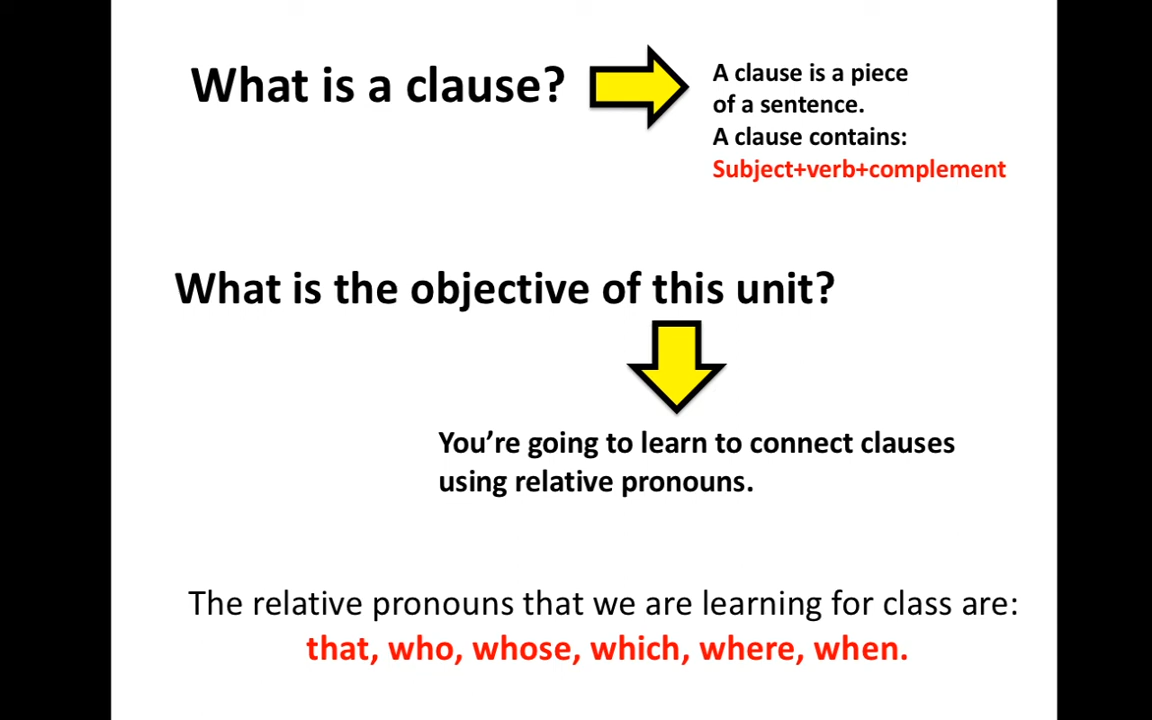 What is a clause?
A clause is a piece
of a sentence.
A clause contains:
Subject+verb+complement
What is the objective of this unit?
You’re going to learn to connect clauses
using relative pronouns.
The relative pronouns that we are learning for class are:
that, who, whose, which, where, when.